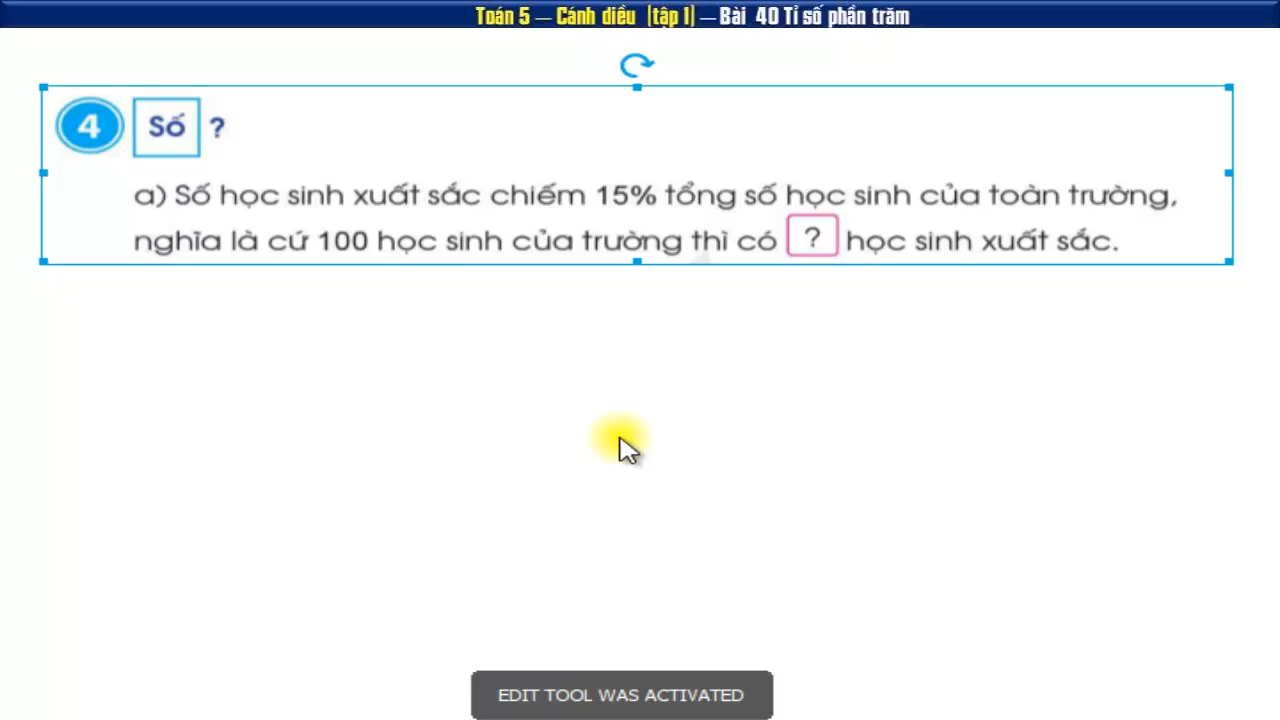 Toán 5 – Cánh diều (tập 1) – Bài 40 Tỉ số phần trăm
4 Số ?
a) Số học sinh xuất sắc chiếm 15% tổng số học sinh của toàn trường,
nghĩa là cứ 100 học sinh của trường thì có ? học sinh xuất sắc.
EDIT TOOL WAS ACTIVATED